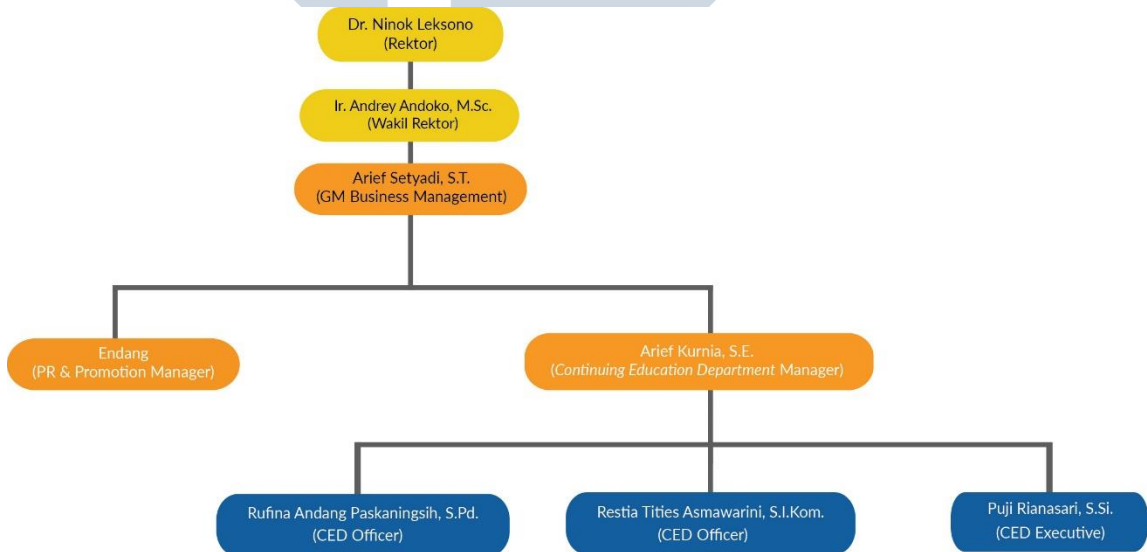 Dr. Ninok Leksono
(Rektor)
Ir. Andrey Andoko, M.Sc.
(Wakil Rektor)
Arief Setyadi, S.T.
(GM Business Management)
Endang
(PR & Promotion Manager)
Arief Kurnia, S.E.
(Continuing Education Department Manager)
Rufina Andang Paskaningsih, S.Pd.
(CED Officer)
Restia Tities Asmawarini, S.I.Kom.
(CED Officer)
Puji Rianasari, S.Si.
(CED Executive)